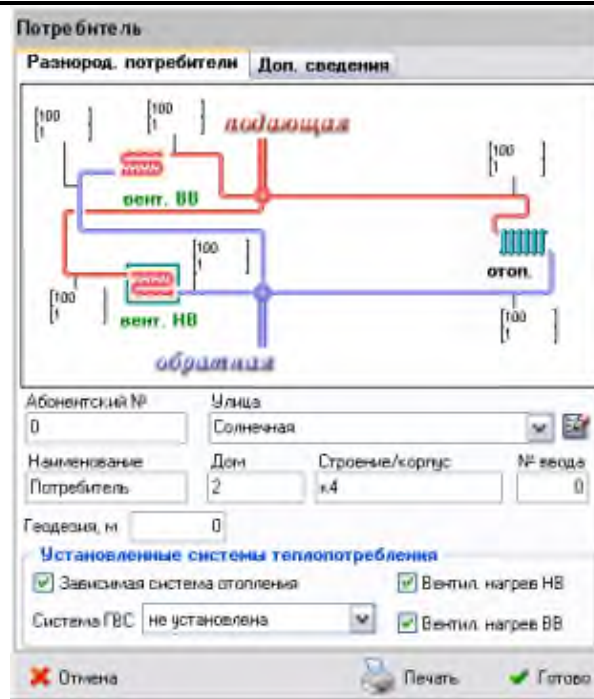 Потребитель
Разнород. потребители Доп. сведения
100 1
100 1
подающая
100 1
вент. ВВ
100 1
отоп.
100 1
вент. НВ
100 1
обратная
Абонентский № Улица
0 Солнечная
Наименование Дом Строение/корпус № ввода
Потребитель 2 к4 0
Геодезия, м 0
Установленные системы теплопотребления
Зависимая система отопления Вентил. нагрев НВ
Система ГВС не установлена Вентил. нагрев ВВ
Отмена Печать Готово